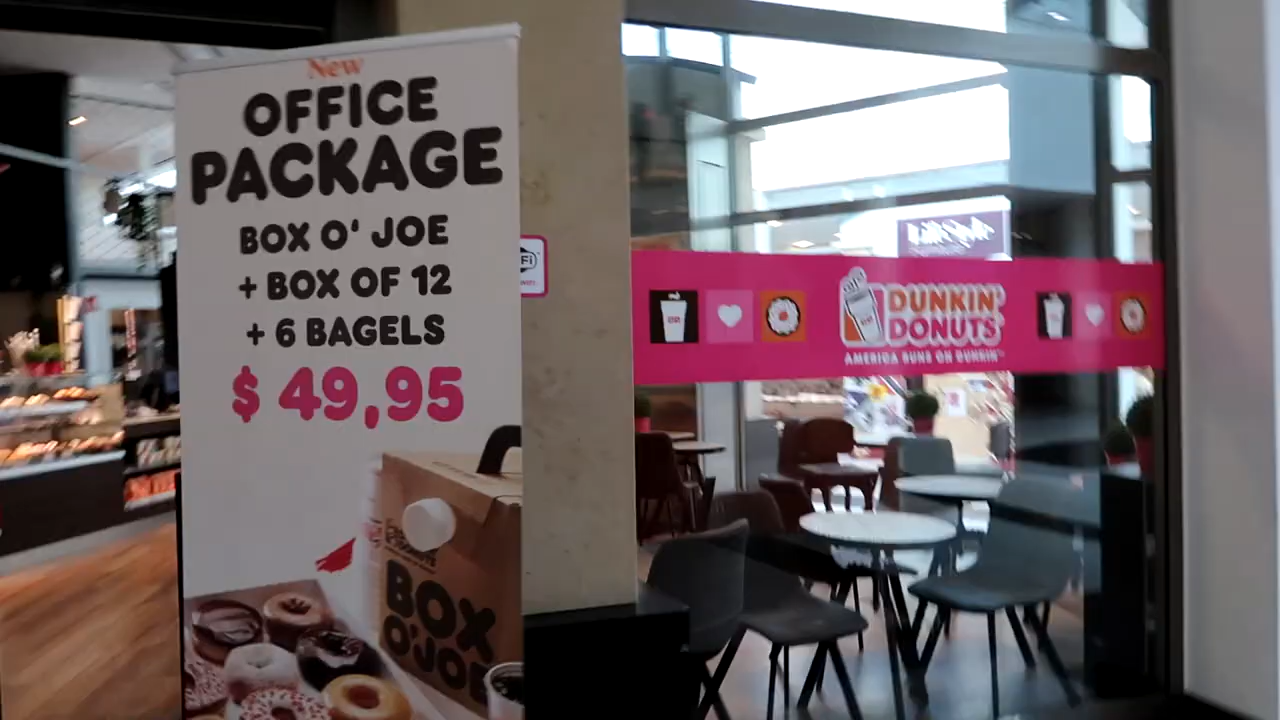 New
OFFICE
PACKAGE
BOX O' JOE
+ BOX OF 12
+ 6 BAGELS
$ 49,95
BOX
O'JOE
FI
DUNKIN'
DONUTS
AMERICA RUNS ON DUNKIN'